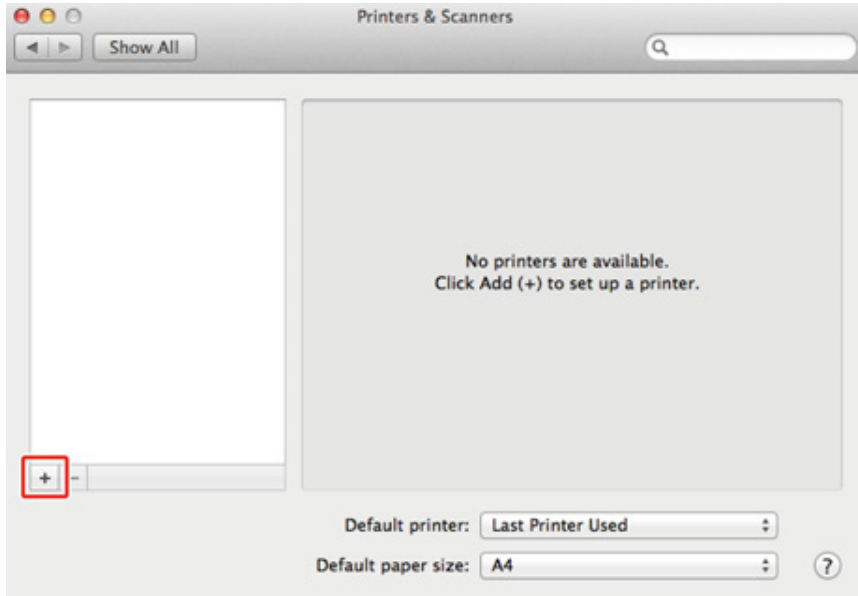 Printers & Scanners
Show All
No printers are available.
Click Add (+) to set up a printer.
+ -
Default printer: Last Printer Used
Default paper size: A4 ?